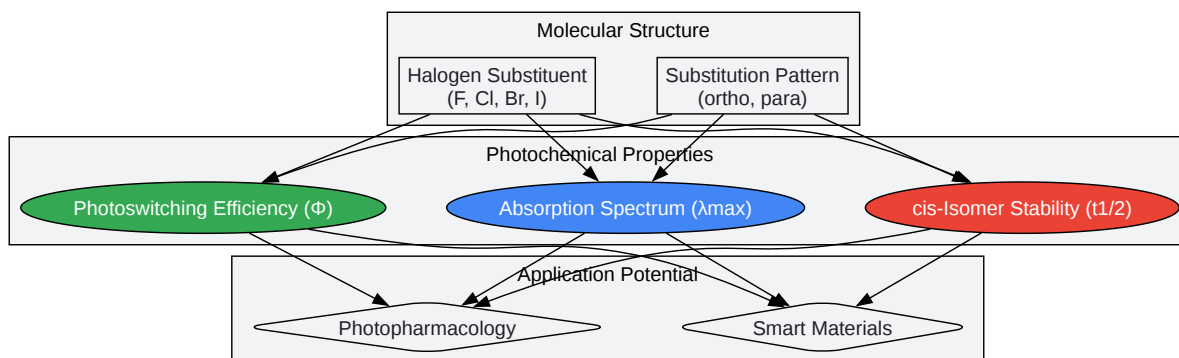 Molecular Structure
Halogen Substituent
(F, Cl, Br, I)
Substitution Pattern
(ortho, para)
Photochemical Properties
Photoswitching Efficiency (Φ)
Absorption Spectrum (λmax)
cis-Isomer Stability (t1/2)
Application Potential
Photopharmacology
Smart Materials